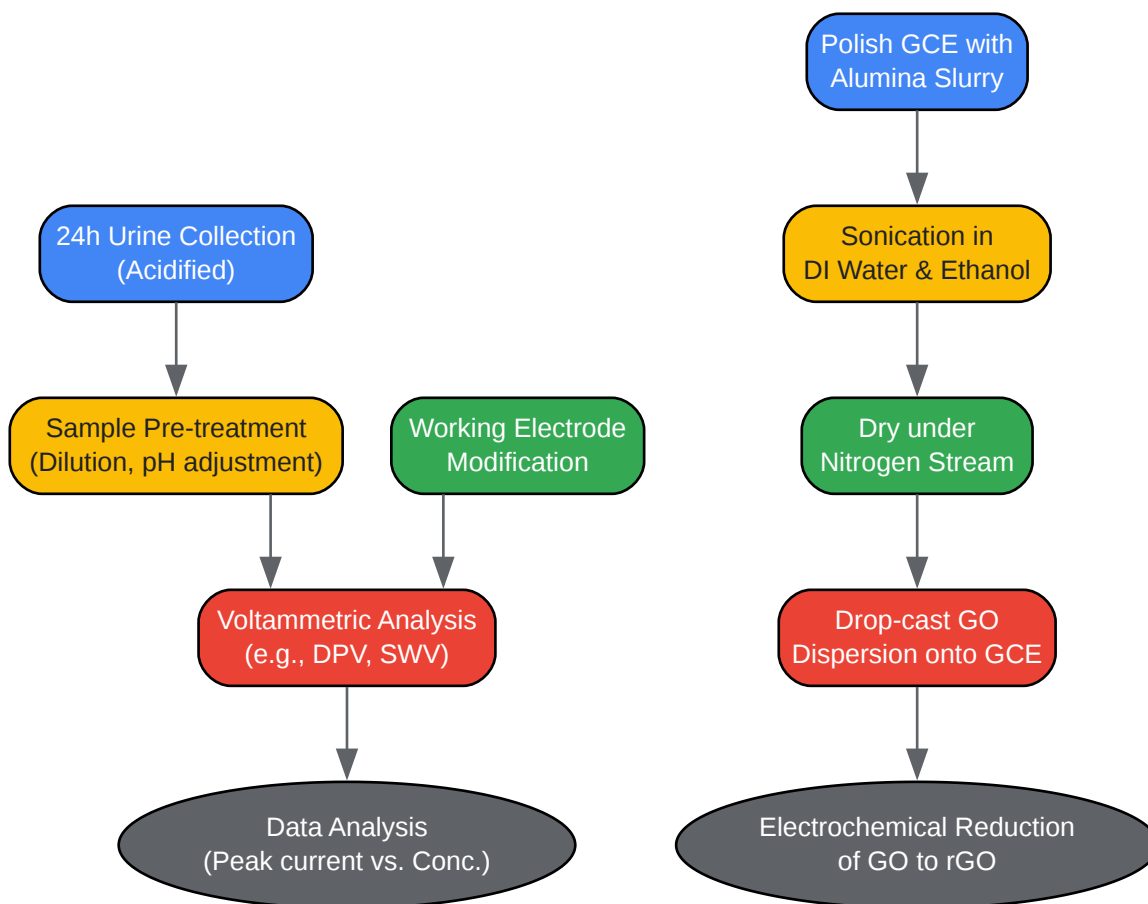 24h Urine Collection
(Acidified)
Sample Pre-treatment
(Dilution, pH adjustment)
Working Electrode
Modification
Voltammetric Analysis
(e.g., DPV, SWV)
Data Analysis
(Peak current vs. Conc.)
Polish GCE with
Alumina Slurry
Sonication in
DI Water & Ethanol
Dry under
Nitrogen Stream
Drop-cast GO
Dispersion onto GCE
Electrochemical Reduction
of GO to rGO